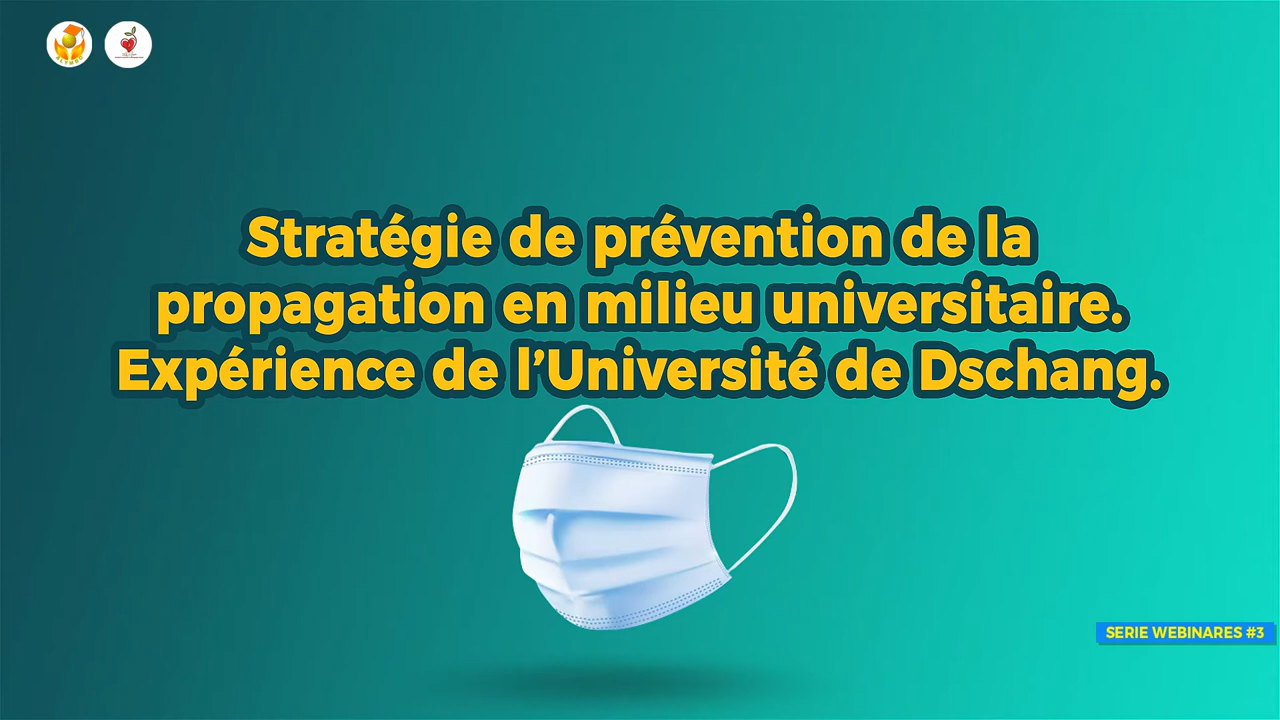 Stratégie de prévention de la
propagation en milieu universitaire.
Expérience de l’Université de Dschang.
SERIE WEBINARES #3